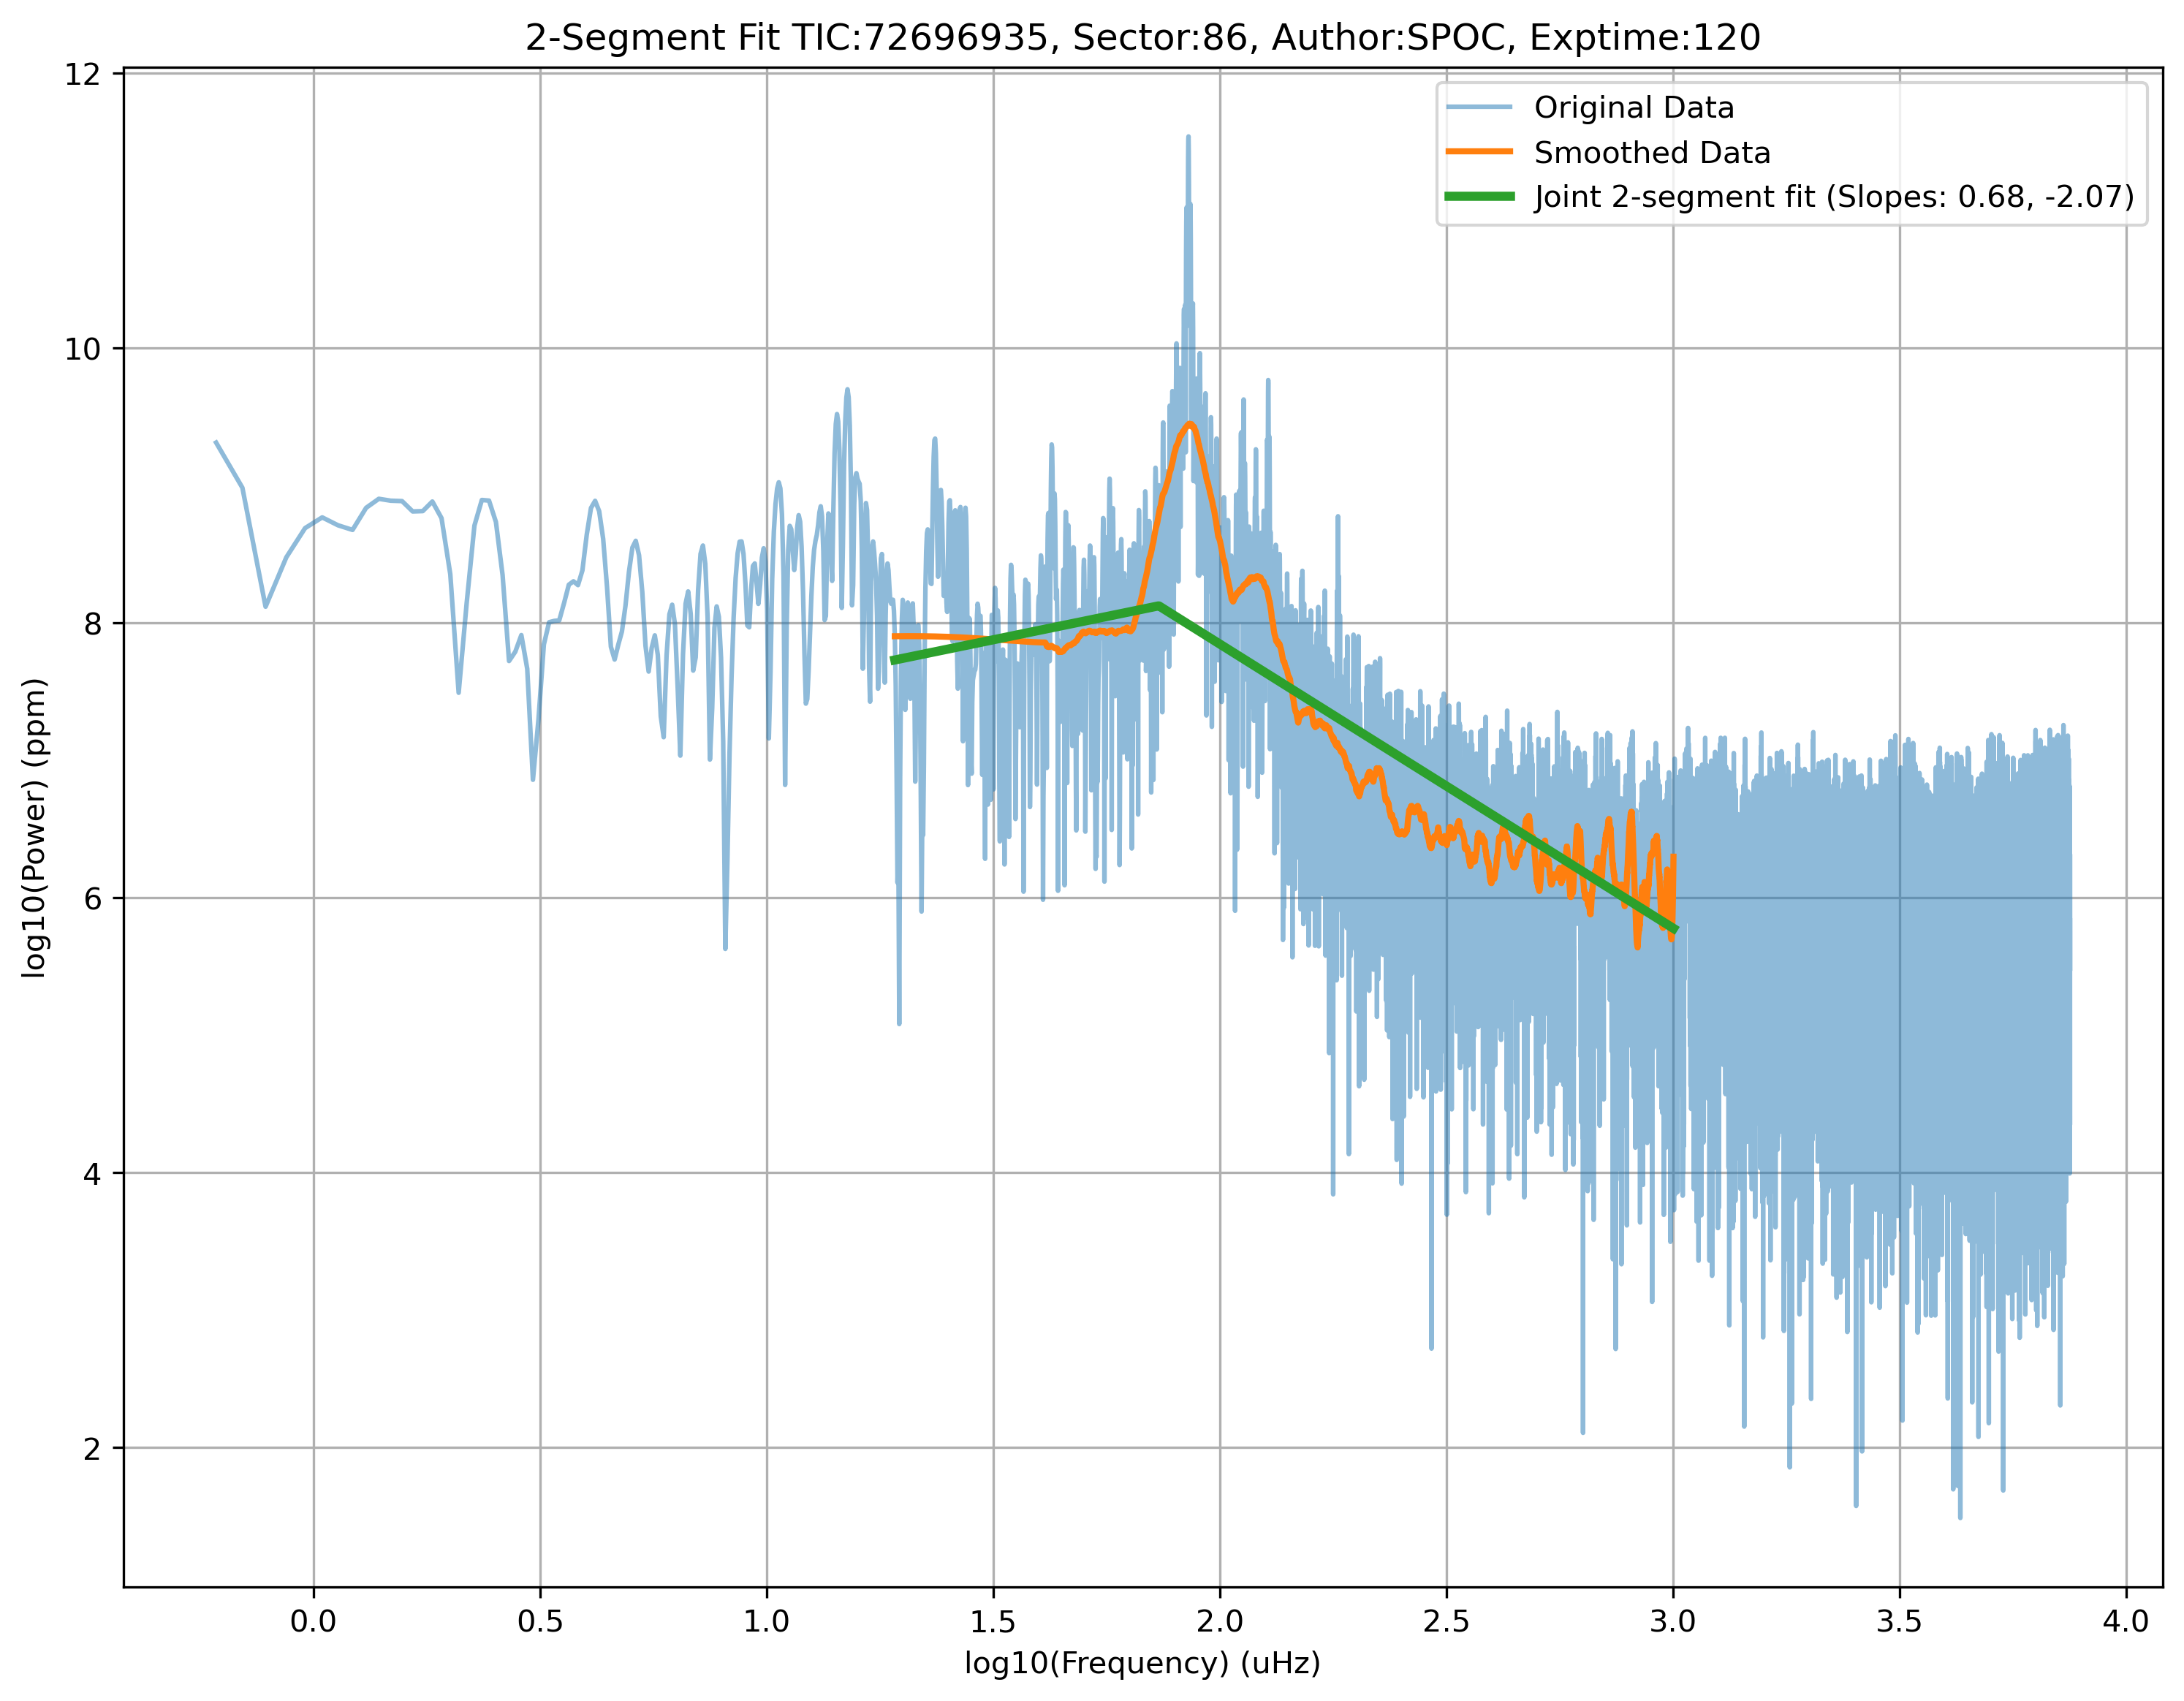 2-Segment Fit TIC:72696935, Sector:86, Author:SPOC, Exptime:120
Original Data
Smoothed Data
Joint 2-segment fit (Slopes: 0.68, -2.07)
log10(Power) (ppm)
12
10
8
6
4
2
0.0 0.5 1.0 1.5 2.0 2.5 3.0 3.5 4.0
log10(Frequency) (uHz)